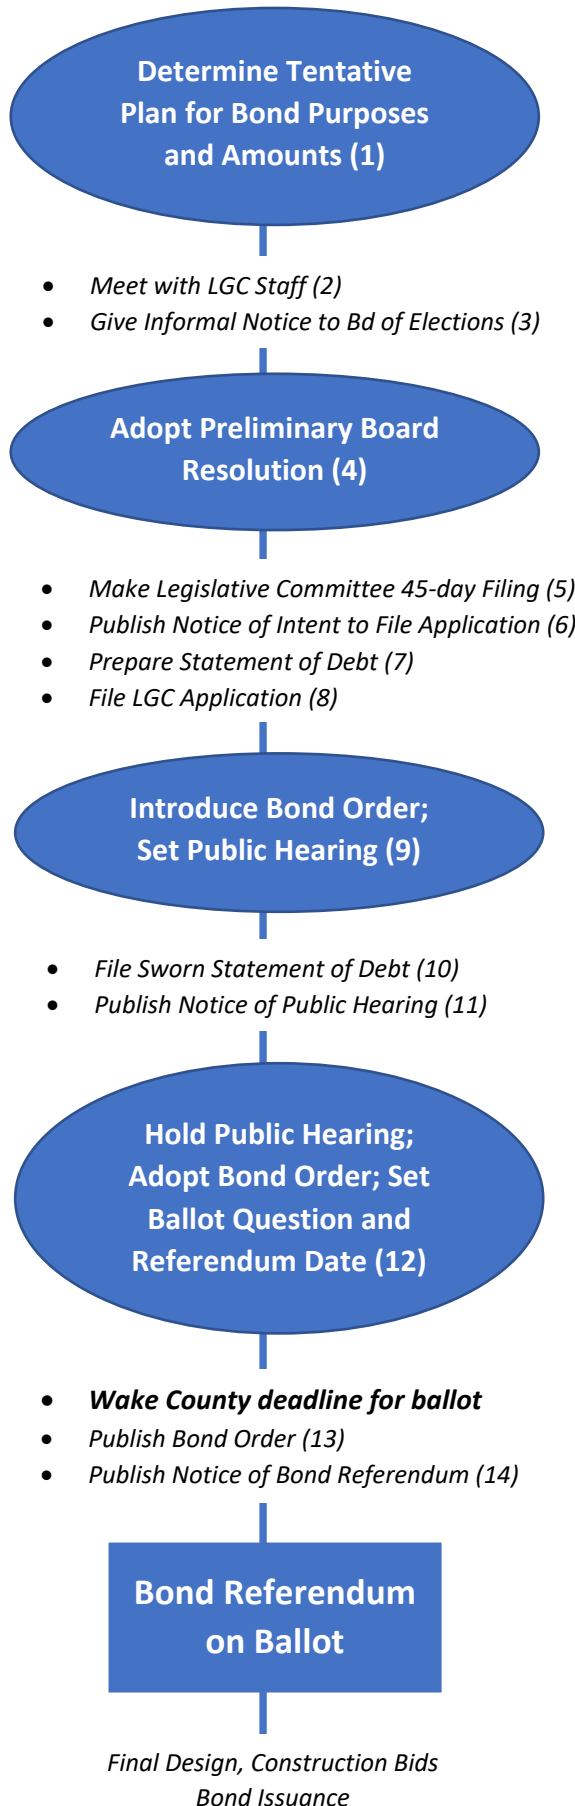 Determine Tentative
Plan for Bond Purposes
and Amounts (1)
• Meet with LGC Staff (2)
• Give Informal Notice to Bd of Elections (3)
Adopt Preliminary Board
Resolution (4)
• Make Legislative Committee 45-day Filing (5)
• Publish Notice of Intent to File Application (6)
• Prepare Statement of Debt (7)
• File LGC Application (8)
Introduce Bond Order;
Set Public Hearing (9)
• File Sworn Statement of Debt (10)
• Publish Notice of Public Hearing (11)
Hold Public Hearing;
Adopt Bond Order; Set
Ballot Question and
Referendum Date (12)
• Wake County deadline for ballot
• Publish Bond Order (13)
• Publish Notice of Bond Referendum (14)
Bond Referendum
on Ballot
Final Design, Construction Bids
Bond Issuance